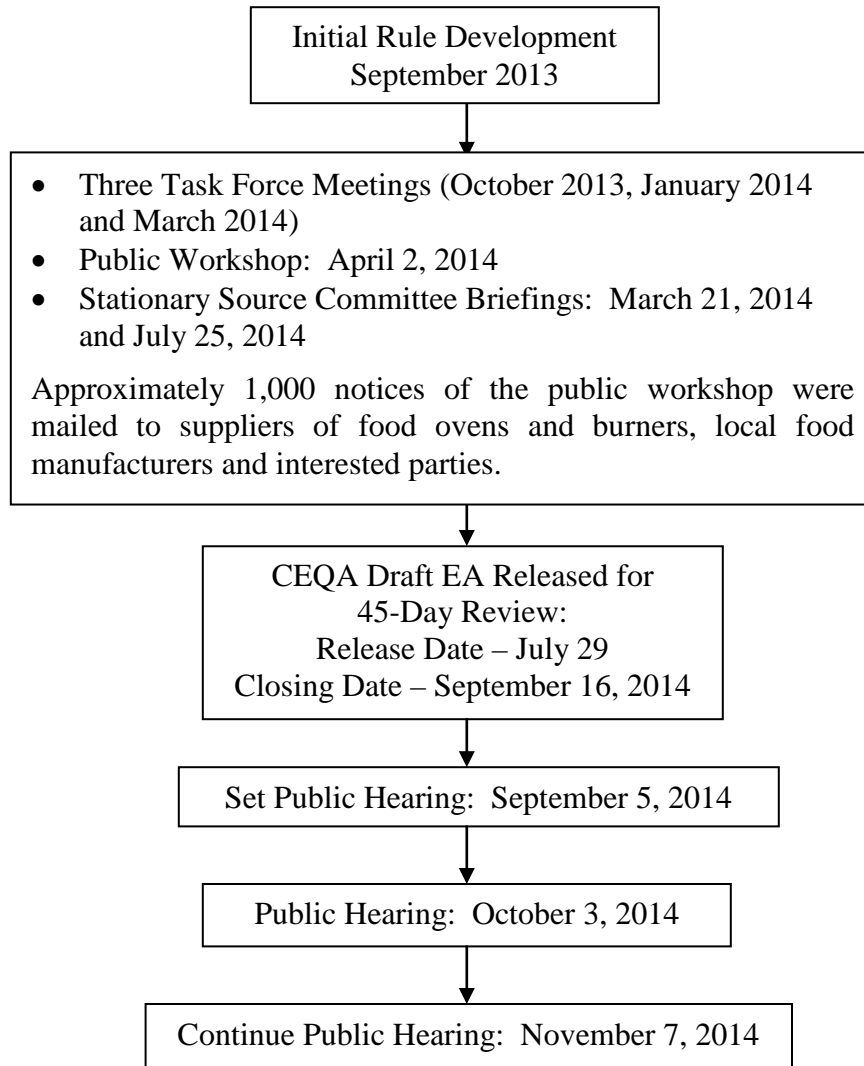 Initial Rule Development
September 2013
• Three Task Force Meetings (October 2013, January 2014
and March 2014)
• Public Workshop: April 2, 2014
• Stationary Source Committee Briefings: March 21, 2014
and July 25, 2014
Approximately 1,000 notices of the public workshop were
mailed to suppliers of food ovens and burners, local food
manufacturers and interested parties.
CEQA Draft EA Released for
45-Day Review:
Release Date – July 29
Closing Date – September 16, 2014
Set Public Hearing: September 5, 2014
Public Hearing: October 3, 2014
Continue Public Hearing: November 7, 2014